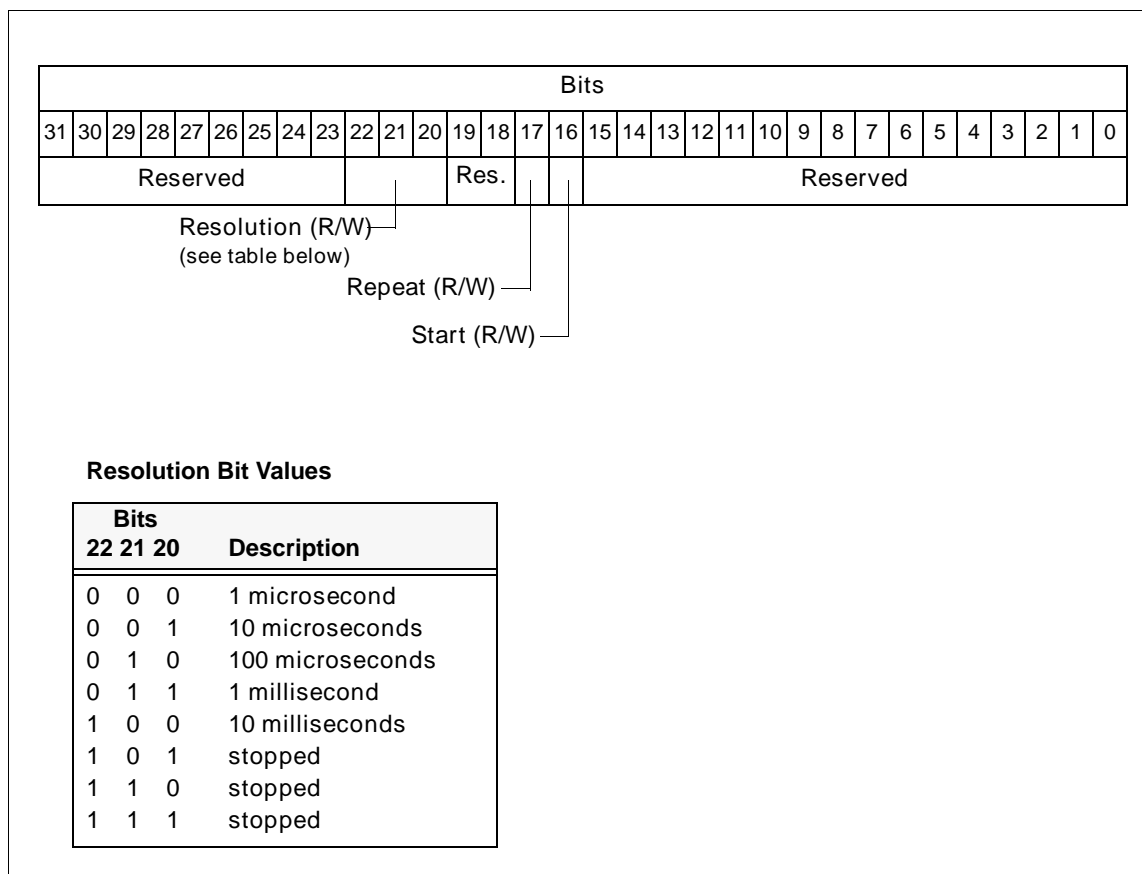 Bits
31 30 29 28 27 26 25 24 23 22 21 20 19 18 17 16 15 14 13 12 11 10 9 8 7 6 5 4 3 2 1 0
Reserved Res. Reserved
Resolution (R/W)
(see table below)
Repeat (R/W)
Start (R/W)
Resolution Bit Values
Bits
22 21 20 Description
0 0 0 1 microsecond
0 0 1 10 microseconds
0 1 0 100 microseconds
0 1 1 1 millisecond
1 0 0 10 milliseconds
1 0 1 stopped
1 1 0 stopped
1 1 1 stopped